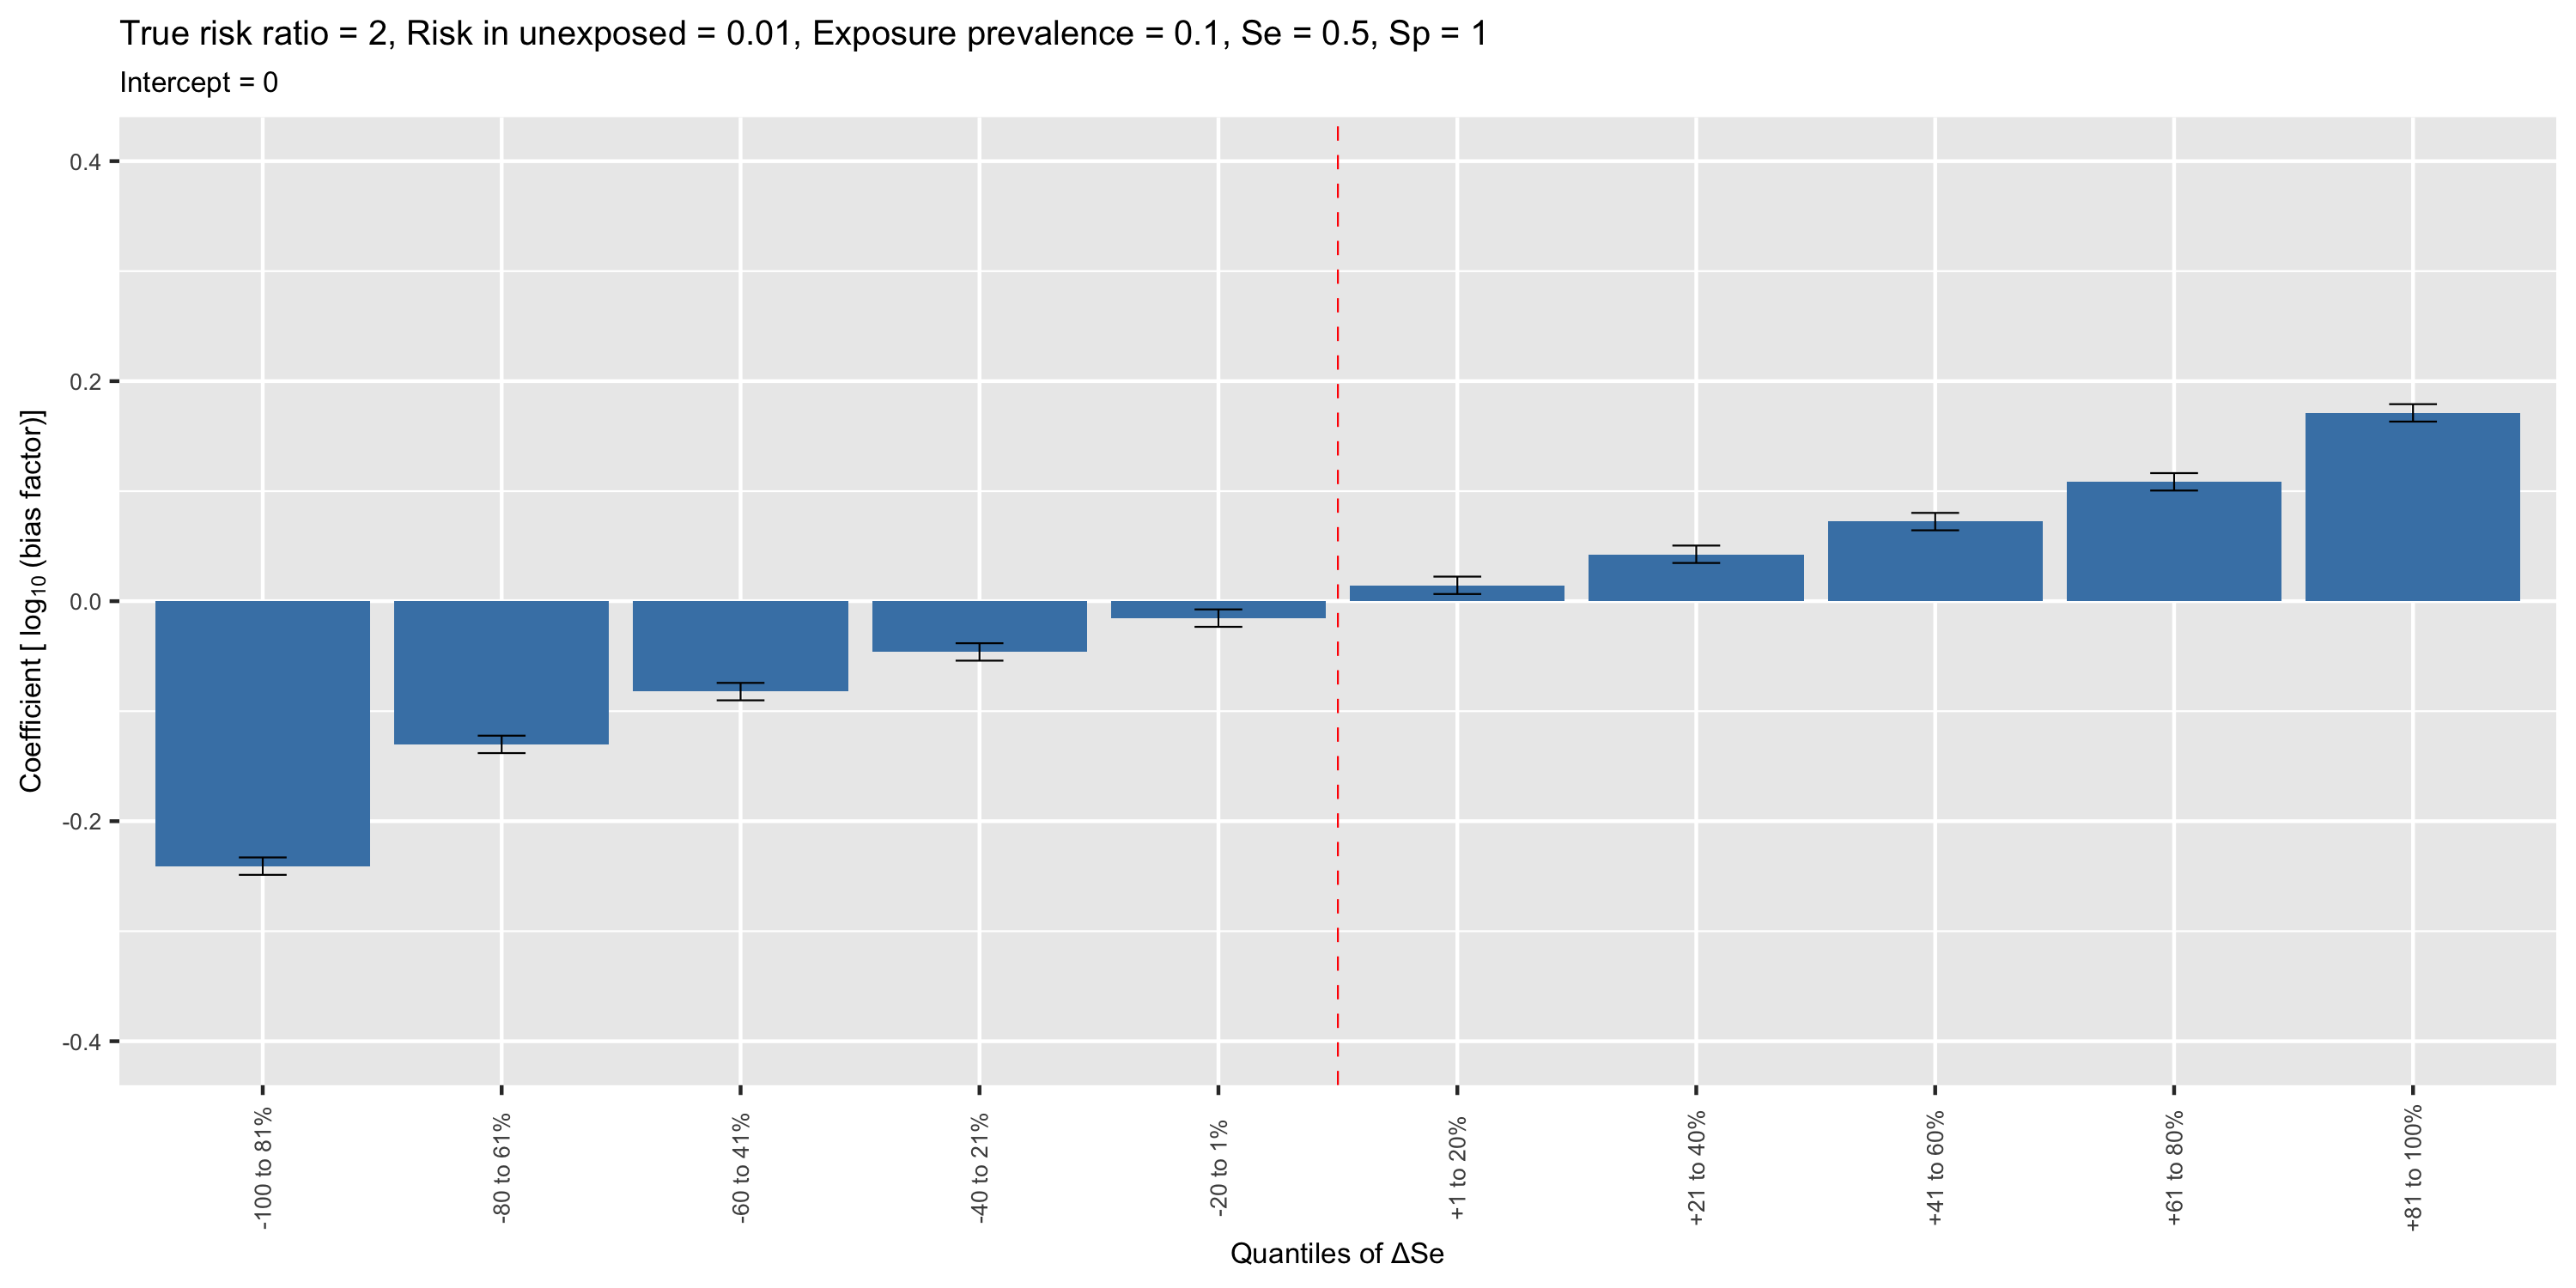 True risk ratio = 2, Risk in unexposed = 0.01, Exposure prevalence = 0.1, Se = 0.5, Sp = 1
Intercept = 0
Coefficient [ log10 (bias factor)]
0.4
0.2
0.0
-0.2
-0.4
-100 to 81%
-80 to 61%
-60 to 41%
-40 to 21%
-20 to 1%
+1 to 20%
+21 to 40%
+41 to 60%
+61 to 80%
+81 to 100%
Quantiles of ΔSe